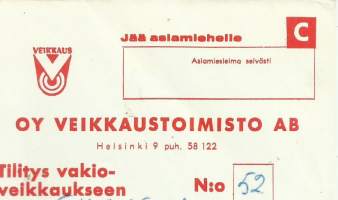 Jää asiamiehelle
C
VEIKKAUS
Asiamiesleima selvästi
OY VEIKKAUSTOIMISTO AB
Helsinki 9 puh. 58 122
Tilitys vakio-
veikkaukseen N:o 52